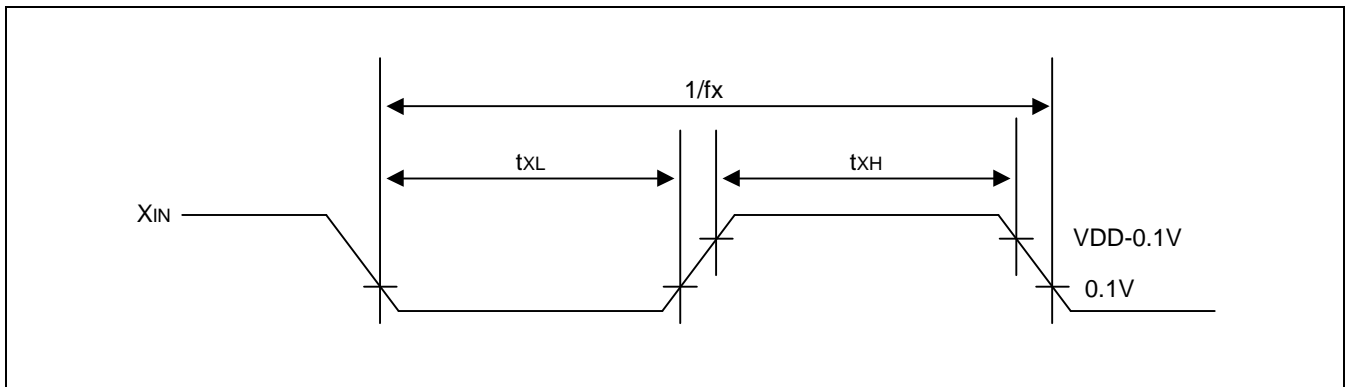 1/fx
tXL
tXH
XIN
VDD-0.1V
0.1V